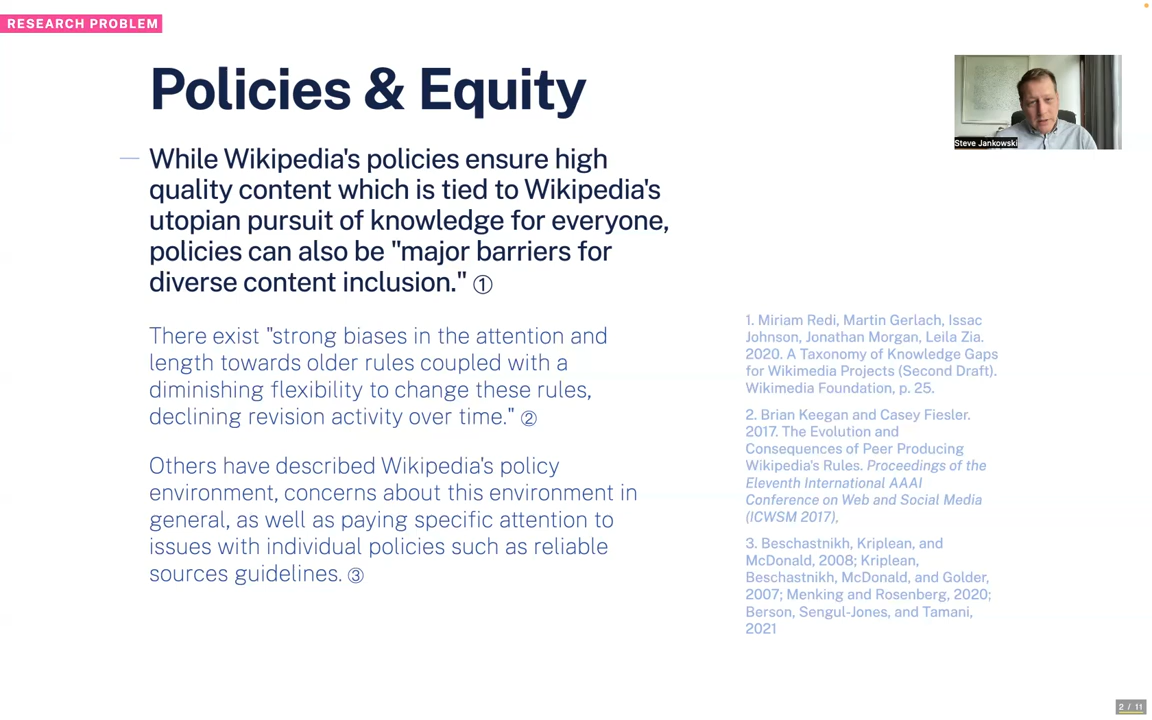 RESEARCH PROBLEM
Policies & Equity
While Wikipedia's policies ensure high
quality content which is tied to Wikipedia's
utopian pursuit of knowledge for everyone,
policies can also be "major barriers for
diverse content inclusion." ①
There exist "strong biases in the attention and
length towards older rules coupled with a
diminishing flexibility to change these rules,
declining revision activity over time." ②
Others have described Wikipedia's policy
environment, concerns about this environment in
general, as well as paying specific attention to
issues with individual policies such as reliable
sources guidelines. ③
Steve Jankowski
1. Miriam Redi, Martin Gerlach, Issac
Johnson, Jonathan Morgan, Leila Zia.
2020. A Taxonomy of Knowledge Gaps
for Wikimedia Projects (Second Draft).
Wikimedia Foundation, p. 25.
2. Brian Keegan and Casey Fiesler.
2017. The Evolution and
Consequences of Peer Producing
Wikipedia's Rules. Proceedings of the
Eleventh International AAAI
Conference on Web and Social Media
(ICWSM 2017),
3. Beschastnikh, Kriplean, and
McDonald, 2008; Kriplean,
Beschastnikh, McDonald, and Golder,
2007; Menking and Rosenberg, 2020;
Berson, Sengul-Jones, and Tamani,
2021
2 / 11